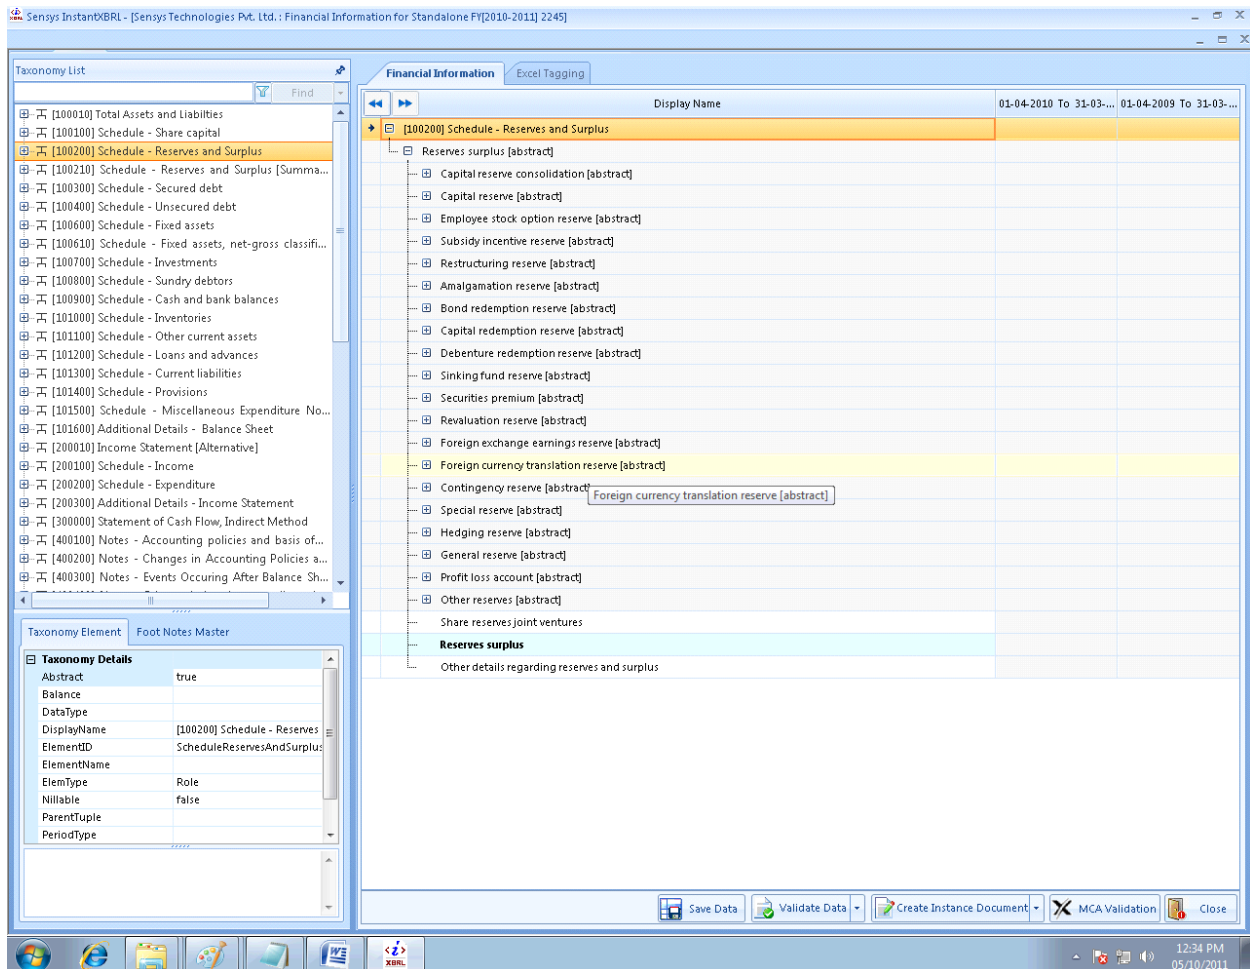 Sensys InstantXBRL - [Sensys Technologies Pvt. Ltd. : Financial Information for Standalone FY[2010-2011] 2245]
Taxonomy List
Find
[100010] Total Assets and Liabilties
[100100] Schedule - Share capital
[100200] Schedule - Reserves and Surplus
[100210] Schedule - Reserves and Surplus [Summa...
[100300] Schedule - Secured debt
[100400] Schedule - Unsecured debt
[100600] Schedule - Fixed assets
[100610] Schedule - Fixed assets, net-gross classifi...
[100700] Schedule - Investments
[100800] Schedule - Sundry debtors
[100900] Schedule - Cash and bank balances
[101000] Schedule - Inventories
[101100] Schedule - Other current assets
[101200] Schedule - Loans and advances
[101300] Schedule - Current liabilities
[101400] Schedule - Provisions
[101500] Schedule - Miscellaneous Expenditure No...
[101600] Additional Details - Balance Sheet
[200010] Income Statement [Alternative]
[200100] Schedule - Income
[200200] Schedule - Expenditure
[200300] Additional Details - Income Statement
[300000] Statement of Cash Flow, Indirect Method
[400100] Notes - Accounting policies and basis of...
[400200] Notes - Changes in Accounting Policies a...
[400300] Notes - Events Occuring After Balance Sh...
Taxonomy Element Foot Notes Master
Taxonomy Details
Abstract true
Balance
DataType
DisplayName [100200] Schedule - Reserves
ElementID ScheduleReservesAndSurplus
ElementName
ElemType Role
Nillable false
ParentTuple
PeriodType
Financial Information Excel Tagging
Display Name 01-04-2010 To 31-03-... 01-04-2009 To 31-03-...
[100200] Schedule - Reserves and Surplus
Reserves surplus [abstract]
Capital reserve consolidation [abstract]
Capital reserve [abstract]
Employee stock option reserve [abstract]
Subsidy incentive reserve [abstract]
Restructuring reserve [abstract]
Amalgamation reserve [abstract]
Bond redemption reserve [abstract]
Capital redemption reserve [abstract]
Debenture redemption reserve [abstract]
Sinking fund reserve [abstract]
Securities premium [abstract]
Revaluation reserve [abstract]
Foreign exchange earnings reserve [abstract]
Foreign currency translation reserve [abstract]
Contingency reserve [abstract]
Foreign currency translation reserve [abstract]
Special reserve [abstract]
Hedging reserve [abstract]
General reserve [abstract]
Profit loss account [abstract]
Other reserves [abstract]
Share reserves joint ventures
Reserves surplus
Other details regarding reserves and surplus
Save Data Validate Data Create Instance Document MCA Validation Close
XBRL
12:34 PM
05/10/2011